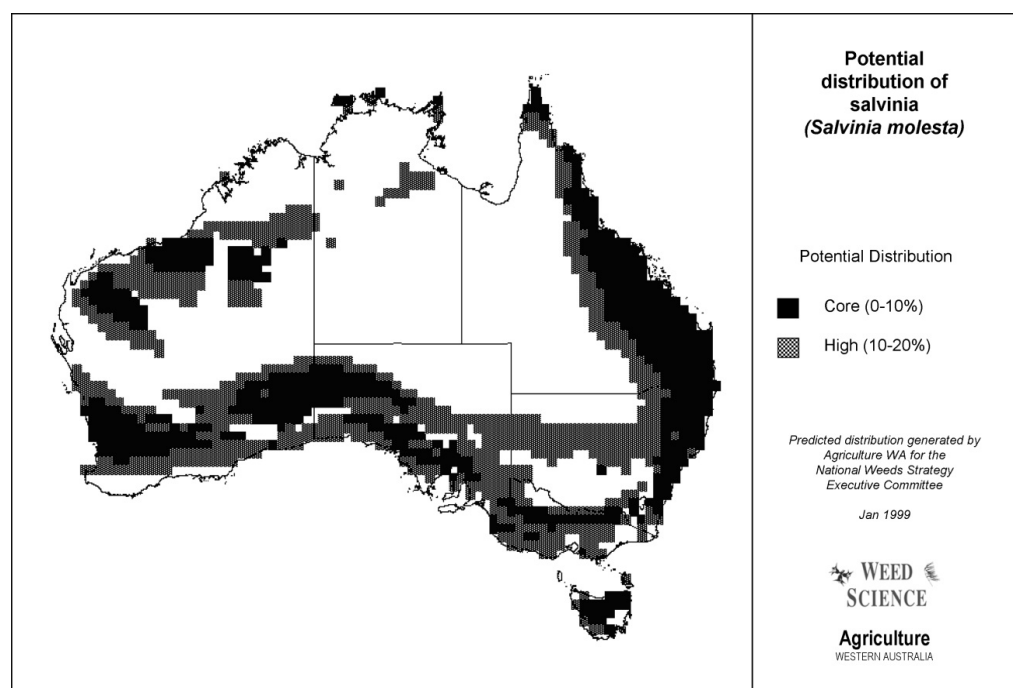 Potential
distribution of
salvinia
(Salvinia molesta)
Potential Distribution
Core (0-10%)
High (10-20%)
Predicted distribution generated by
Agriculture WA for the
National Weeds Strategy
Executive Committee
Jan 1999
WEED
SCIENCE
Agriculture
WESTERN AUSTRALIA